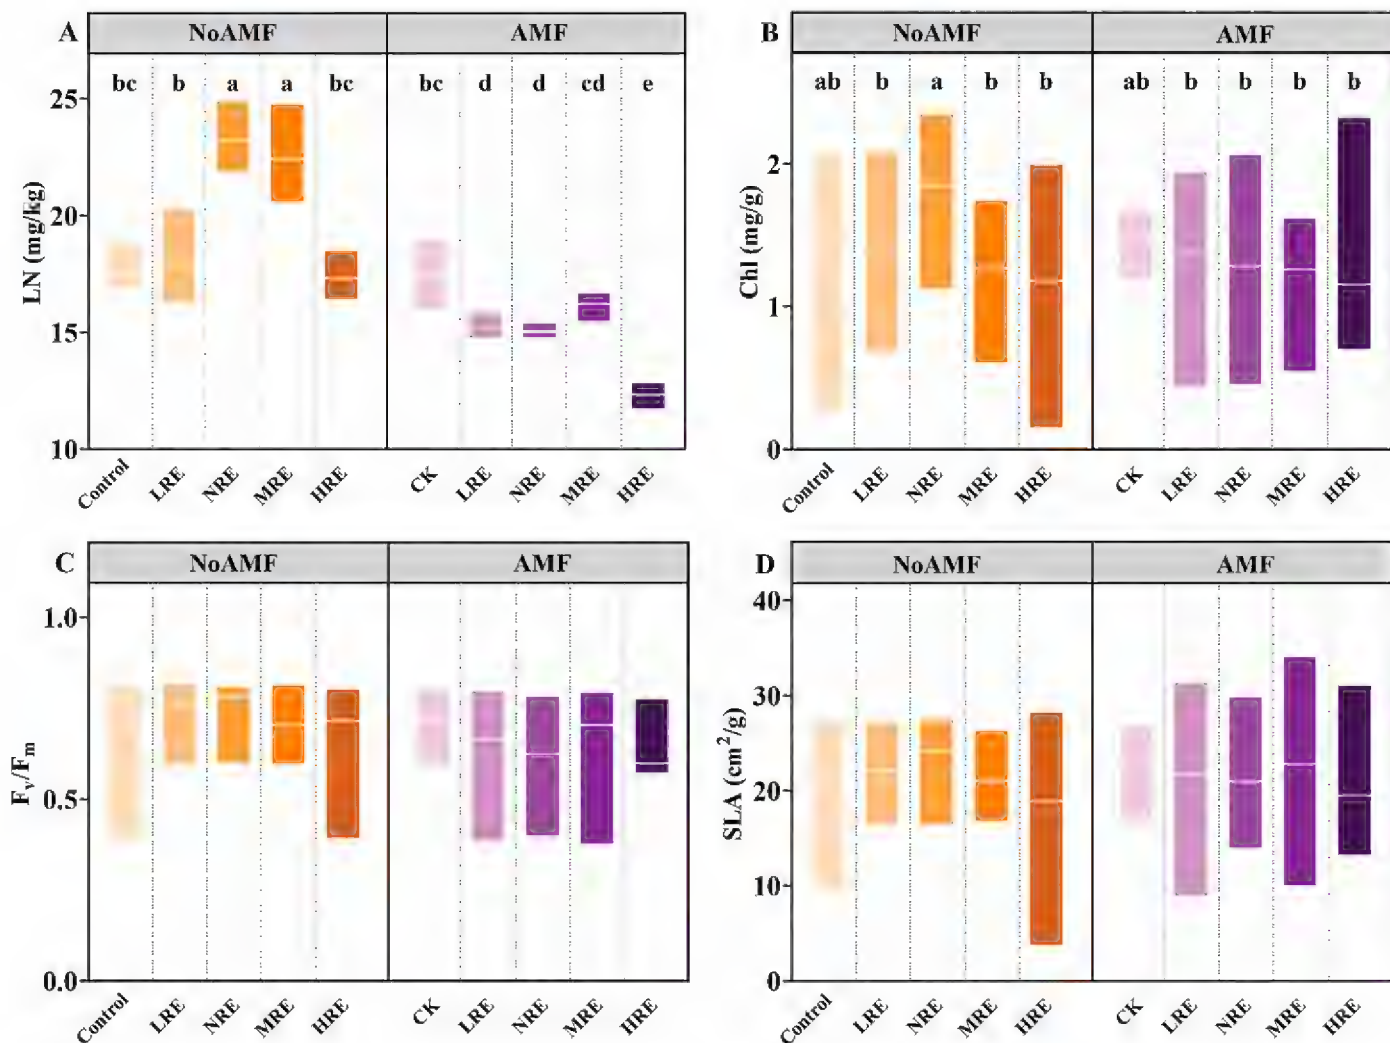 A
NoAMF
AMF
bc b a a bc bc d d cd e
LN (mg/kg)
25
20
15
10
Control LRE NRE MRE HRE CK LRE NRE MRE HRE
B
NoAMF
AMF
ab b a b b ab b b b b
Chl (mg/g)
2
1
0
Control LRE NRE MRE HRE CK LRE NRE MRE HRE
C
NoAMF
AMF
Fv/Fm
1.0
0.5
0.0
Control LRE NRE MRE HRE CK LRE NRE MRE HRE
D
NoAMF
AMF
SLA (cm²/g)
40
30
20
10
0
Control LRE NRE MRE HRE CK LRE NRE MRE HRE